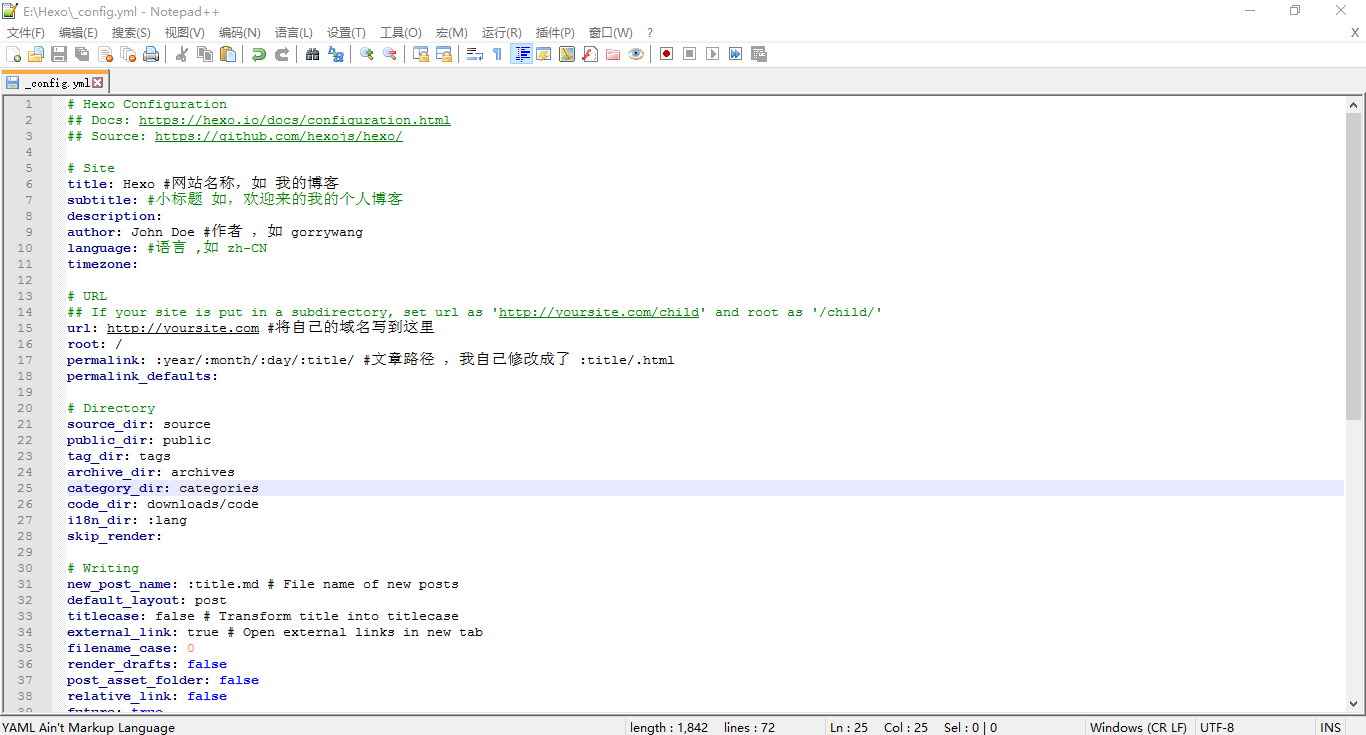 E:\Hexo\_config.yml - Notepad++
文件(F) 编辑(E) 搜索(S) 视图(V) 编码(N) 语言(L) 设置(T) 工具(O) 宏(M) 运行(R) 插件(P) 窗口(W) ? X
_config.yml
1 # Hexo Configuration
2 ## Docs: https://hexo.io/docs/configuration.html
3 ## Source: https://github.com/hexojs/hexo/
4
5 # Site
6 title: Hexo #网站名称，如 我的博客
7 subtitle: #小标题 如，欢迎来的我的个人博客
8 description:
9 author: John Doe #作者 ，如 gorrywang
10 language: #语言 ,如 zh-CN
11 timezone:
12
13 # URL
14 ## If your site is put in a subdirectory, set url as 'http://yoursite.com/child' and root as '/child/'
15 url: http://yoursite.com #将自己的域名写到这里
16 root: /
17 permalink: :year/:month/:day/:title/ #文章路径 ，我自己修改成了 :title/.html
18 permalink_defaults:
19
20 # Directory
21 source_dir: source
22 public_dir: public
23 tag_dir: tags
24 archive_dir: archives
25 category_dir: categories
26 code_dir: downloads/code
27 i18n_dir: :lang
28 skip_render:
29
30 # Writing
31 new_post_name: :title.md # File name of new posts
32 default_layout: post
33 titlecase: false # Transform title into titlecase
34 external_link: true # Open external links in new tab
35 filename_case: 0
36 render_drafts: false
37 post_asset_folder: false
38 relative_link: false
39 future: true
YAML Ain't Markup Language length : 1,842 lines : 72 Ln : 25 Col : 25 Sel : 0 | 0 Windows (CR LF) UTF-8 INS